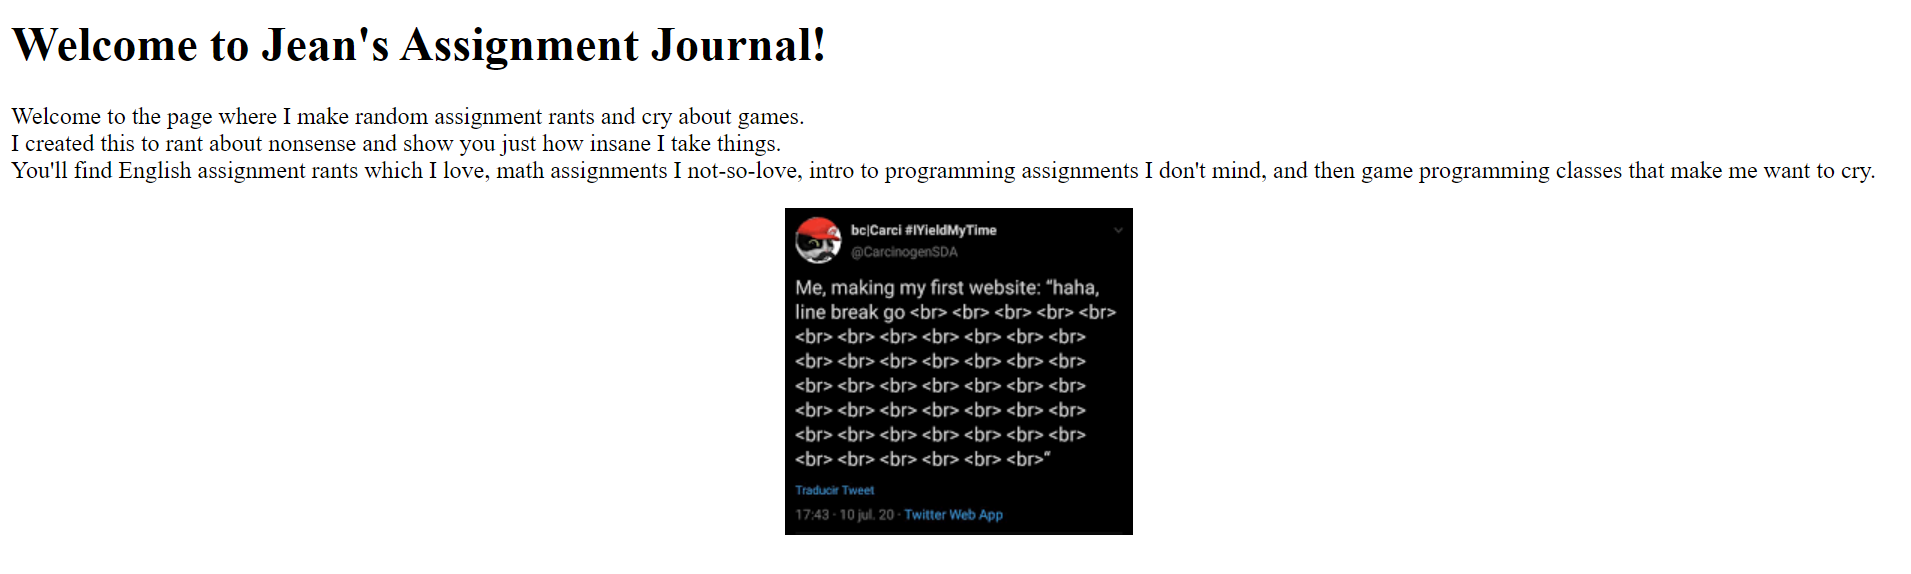 Welcome to Jean's Assignment Journal!
Welcome to the page where I make random assignment rants and cry about games.
I created this to rant about nonsense and show you just how insane I take things.
You'll find English assignment rants which I love, math assignments I not-so-love, intro to programming assignments I don't mind, and then game programming classes that make me want to cry.
bc|Carci #IYieldMyTime
@CarcinogenSDA
Me, making my first website: “haha,
line break go <br> <br> <br> <br> <br>
<br> <br> <br> <br> <br> <br> <br>
<br> <br> <br> <br> <br> <br> <br>
<br> <br> <br> <br> <br> <br> <br>
<br> <br> <br> <br> <br> <br> <br>
<br> <br> <br> <br> <br> <br> <br>
<br> <br> <br> <br> <br> <br>”
Traducir Tweet
17:43 · 10 jul. 20 · Twitter Web App